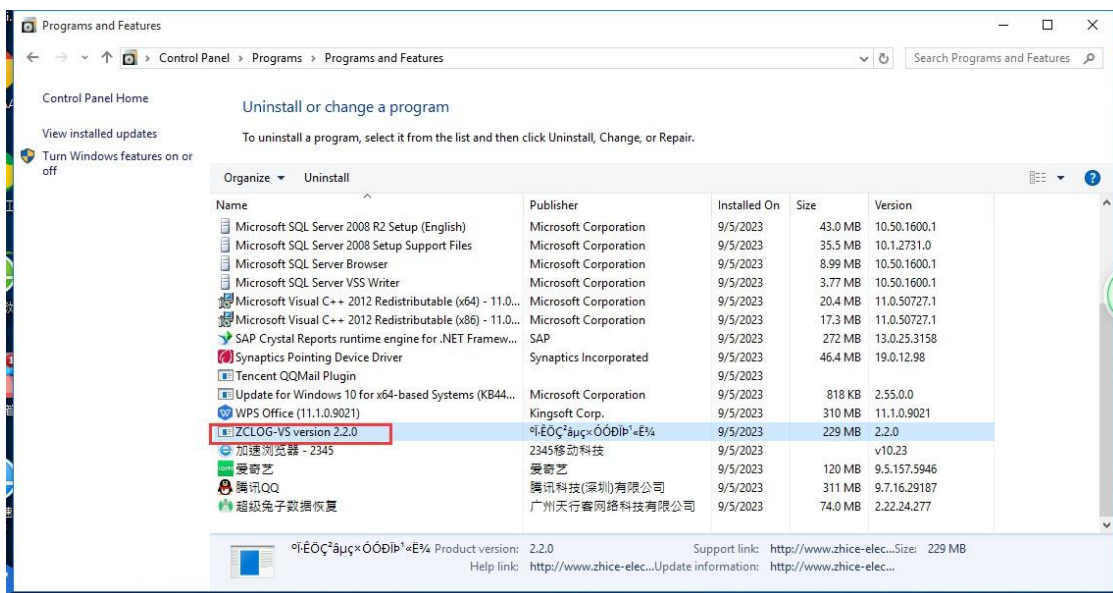 Programs and Features
Control Panel > Programs > Programs and Features
Search Programs and Features
Control Panel Home
View installed updates
Turn Windows features on or off
Uninstall or change a program
To uninstall a program, select it from the list and then click Uninstall, Change, or Repair.
Organize Uninstall
Name Publisher Installed On Size Version
Microsoft SQL Server 2008 R2 Setup (English) Microsoft Corporation 9/5/2023 43.0 MB 10.50.1600.1
Microsoft SQL Server 2008 Setup Support Files Microsoft Corporation 9/5/2023 35.5 MB 10.1.2731.0
Microsoft SQL Server Browser Microsoft Corporation 9/5/2023 8.99 MB 10.50.1600.1
Microsoft SQL Server VSS Writer Microsoft Corporation 9/5/2023 3.77 MB 10.50.1600.1
Microsoft Visual C++ 2012 Redistributable (x64) - 11.0... Microsoft Corporation 9/5/2023 20.4 MB 11.0.50727.1
Microsoft Visual C++ 2012 Redistributable (x86) - 11.0... Microsoft Corporation 9/5/2023 17.3 MB 11.0.50727.1
SAP Crystal Reports runtime engine for .NET Framew... SAP 9/5/2023 272 MB 13.0.25.3158
Synaptics Pointing Device Driver Synaptics Incorporated 9/5/2023 46.4 MB 19.0.12.98
Tencent QQMail Plugin 9/5/2023
Update for Windows 10 for x64-based Systems (KB44... Microsoft Corporation 9/5/2023 818 KB 2.55.0.0
WPS Office (11.1.0.9021) Kingsoft Corp. 9/5/2023 310 MB 11.1.0.9021
ZCLOG-VS version 2.2.0 9/5/2023 229 MB 2.2.0
加速浏览器 - 2345 2345移动科技 9/5/2023 v10.23
爱奇艺 爱奇艺 9/5/2023 120 MB 9.5.157.5946
腾讯QQ 腾讯科技(深圳)有限公司 9/5/2023 311 MB 9.7.16.29187
超级兔子数据恢复 广州天行客网络科技有限公司 9/5/2023 74.0 MB 2.22.24.277
Product version: 2.2.0 Support link: http://www.zhice-elec... Size: 229 MB
Help link: http://www.zhice-elec... Update information: http://www.zhice-elec...